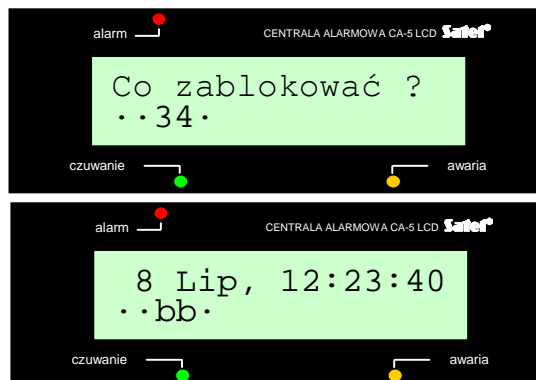 alarm CENTRALA ALARMOWA CA-5 LCD Satel®
Co zablokować ?
··34·
czuwanie awaria
alarm CENTRALA ALARMOWA CA-5 LCD Satel®
8 Lip, 12:23:40
··bb·
czuwanie awaria